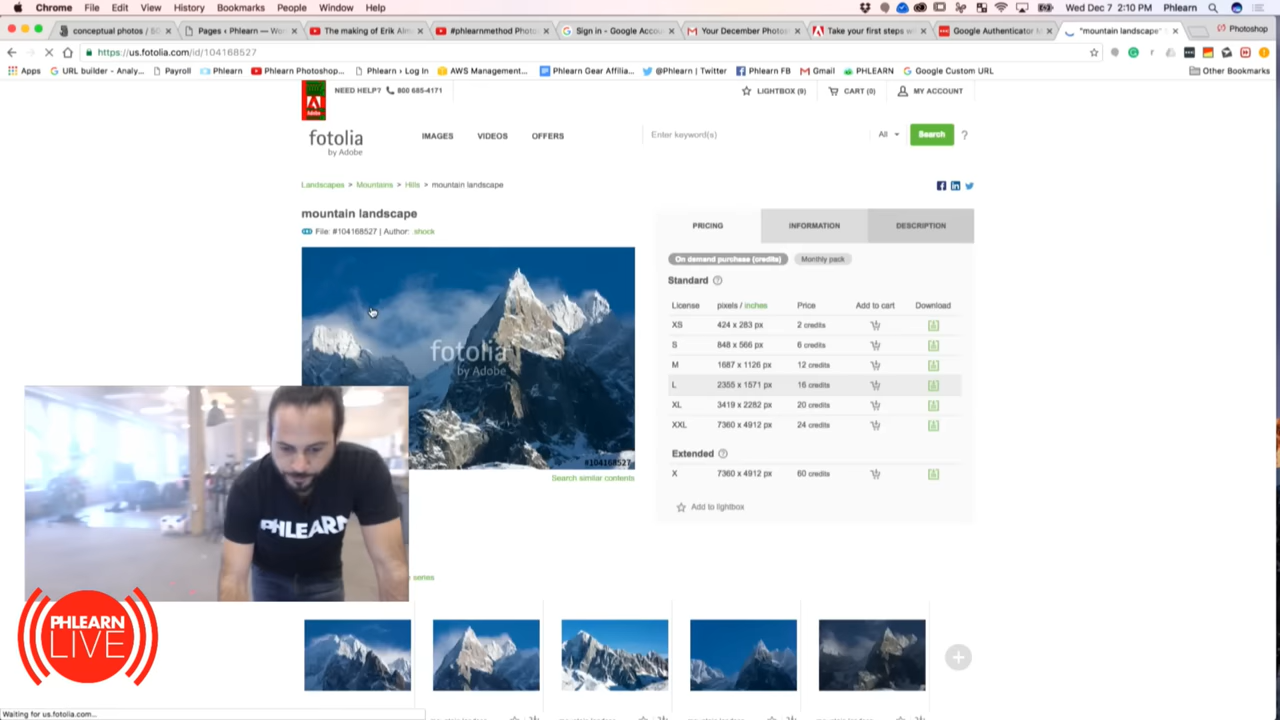 Chrome File Edit View History Bookmarks People Window Help
Wed Dec 7 2:10 PM Phlearn
conceptual photos / B
Pages ‹ Phlearn — Wo
The making of Erik Alm
#phlearnmethod Photo
Sign in - Google Accou
Your December Photos
Take your first steps w
Google Authenticator M
"mountain landscape"
Photoshop
https://us.fotolia.com/id/104168527
Apps
URL builder - Analy...
Payroll
Phlearn
Phlearn Photoshop...
Phlearn › Log In
AWS Management...
Phlearn Gear Affilia...
@Phlearn | Twitter
Phlearn FB
Gmail
PHLEARN
Google Custom URL
Other Bookmarks
Adobe
NEED HELP? 800 685-4171
LIGHTBOX (9)
CART (0)
MY ACCOUNT
fotolia
by Adobe
IMAGES VIDEOS OFFERS
Enter keyword(s)
All
Search
?
Landscapes > Mountains > Hills > mountain landscape
mountain landscape
File: #104168527 | Author: .shock
fotolia
by Adobe
#104168527
Search similar contents
PRICING INFORMATION DESCRIPTION
On demand purchase (credits) Monthly pack
Standard ?
License pixels / inches Price Add to cart Download
XS 424 x 283 px 2 credits
S 848 x 566 px 6 credits
M 1687 x 1126 px 12 credits
L 2355 x 1571 px 16 credits
XL 3419 x 2282 px 20 credits
XXL 7360 x 4912 px 24 credits
Extended ?
X 7360 x 4912 px 60 credits
Add to lightbox
PHLEARN
series
PHLEARN
LIVE
Waiting for us.fotolia.com...